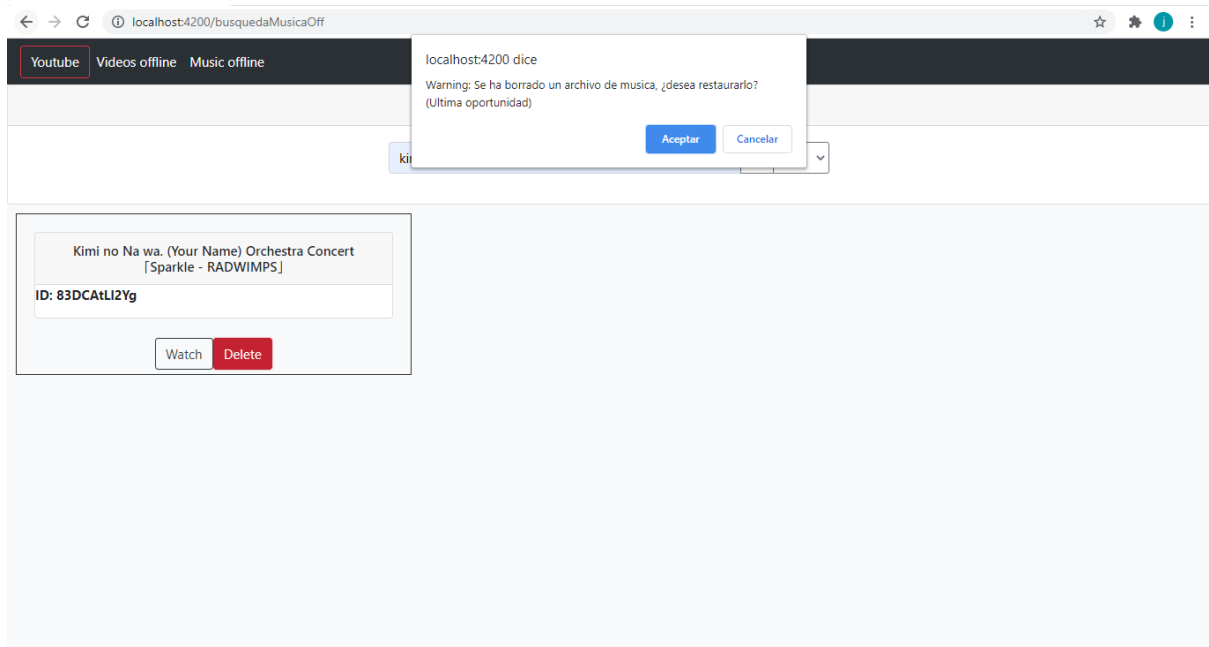 localhost:4200/busquedaMusicaOff
Youtube Videos offline Music offline
localhost:4200 dice
Warning: Se ha borrado un archivo de musica, ¿desea restaurarlo?
(Ultima oportunidad)
Aceptar Cancelar
Kimi no Na wa. (Your Name) Orchestra Concert
「Sparkle - RADWIMPS」
ID: 83DCAtLI2Yg
Watch Delete